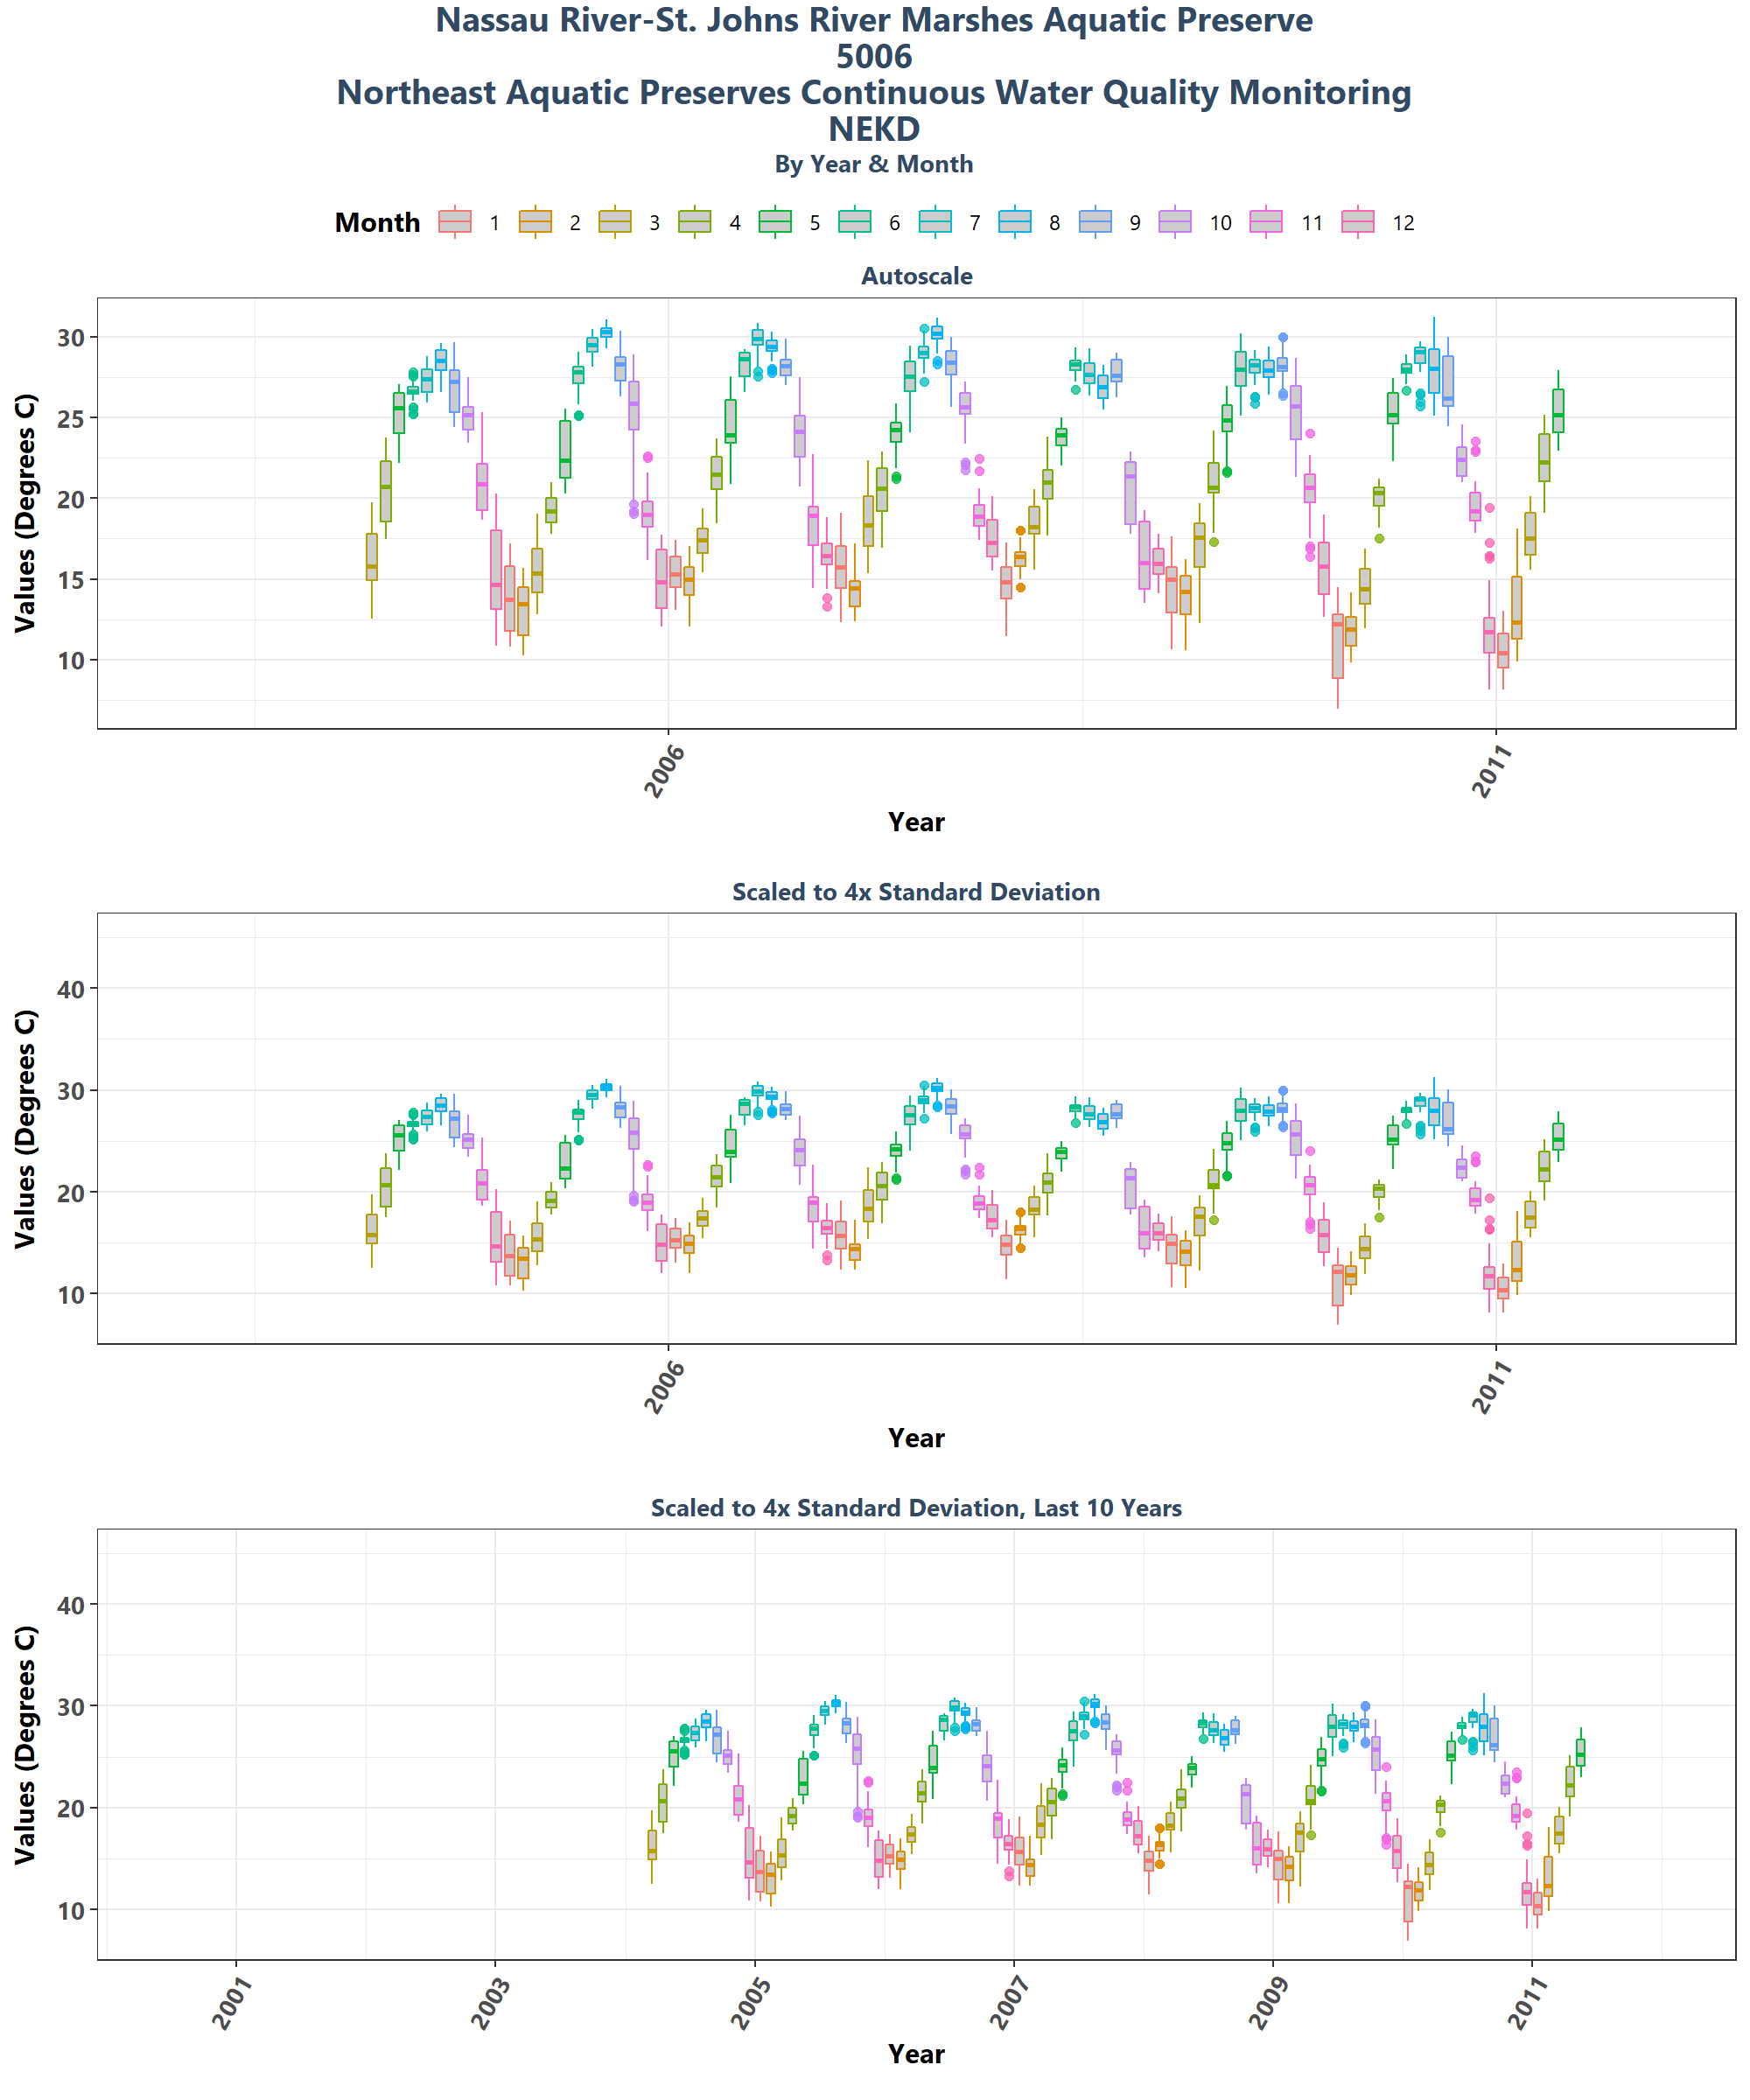 Nassau River-St. Johns River Marshes Aquatic Preserve
5006
Northeast Aquatic Preserves Continuous Water Quality Monitoring
NEKD
By Year & Month
Month 1 2 3 4 5 6 7 8 9 10 11 12
Autoscale
Values (Degrees C)
30
25
20
15
10
2006 2011
Year
Scaled to 4x Standard Deviation
Values (Degrees C)
40
30
20
10
2006 2011
Year
Scaled to 4x Standard Deviation, Last 10 Years
Values (Degrees C)
40
30
20
10
2001 2003 2005 2007 2009 2011
Year